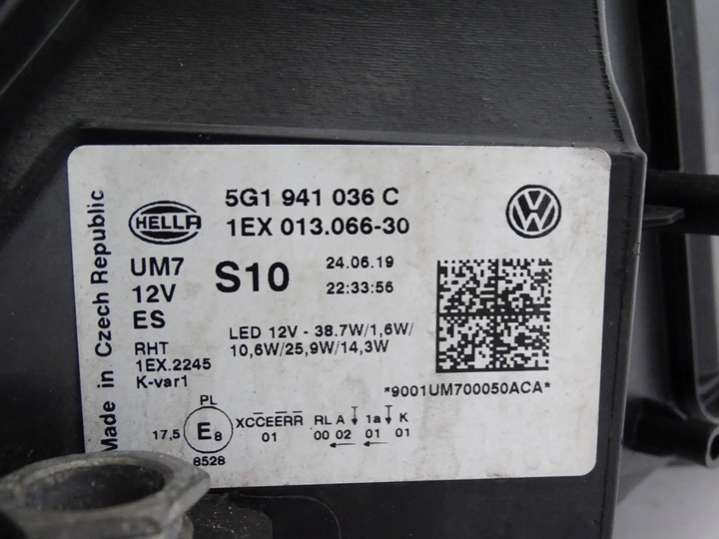 Made in Czech Republic
HELLA
5G1 941 036 C
1EX 013.066-30
UM7
12V
ES
S10
24.06.19
22:33:56
LED 12V - 38.7W/1,6W/
10,6W/25,9W/14,3W
RHT
1EX.2245
K-var1
*9001UM700050ACA*
PL
17,5 E8
8528
XCCEERR
01
RL A 1a K
00 02 01 01